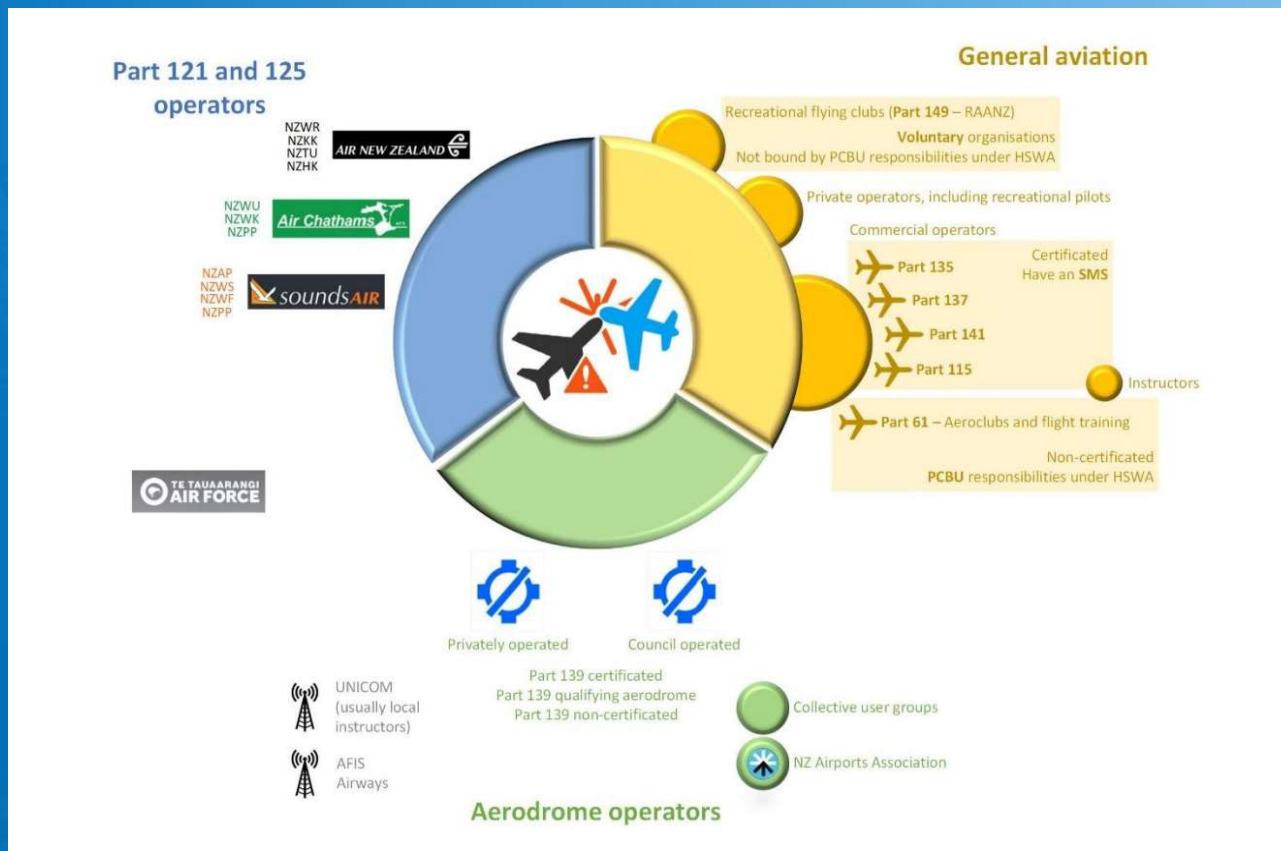 Part 121 and 125
operators
NZWR
NZKK
NZTU
NZHK
AIR NEW ZEALAND
NZWU
NZWK
NZPP
Air Chathams
NZAP
NZWS
NZWF
NZPP
soundsAIR
TE TAUAARANGI
AIR FORCE
General aviation
Recreational flying clubs (Part 149 – RAANZ)
Voluntary organisations
Not bound by PCBU responsibilities under HSWA
Private operators, including recreational pilots
Commercial operators
Certificated
Have an SMS
Part 135
Part 137
Part 141
Part 115
Instructors
Part 61 – Aeroclubs and flight training
Non-certificated
PCBU responsibilities under HSWA
Privately operated
Council operated
Part 139 certificated
Part 139 qualifying aerodrome
Part 139 non-certificated
UNICOM
(usually local
instructors)
AFIS
Airways
Collective user groups
NZ Airports Association
Aerodrome operators